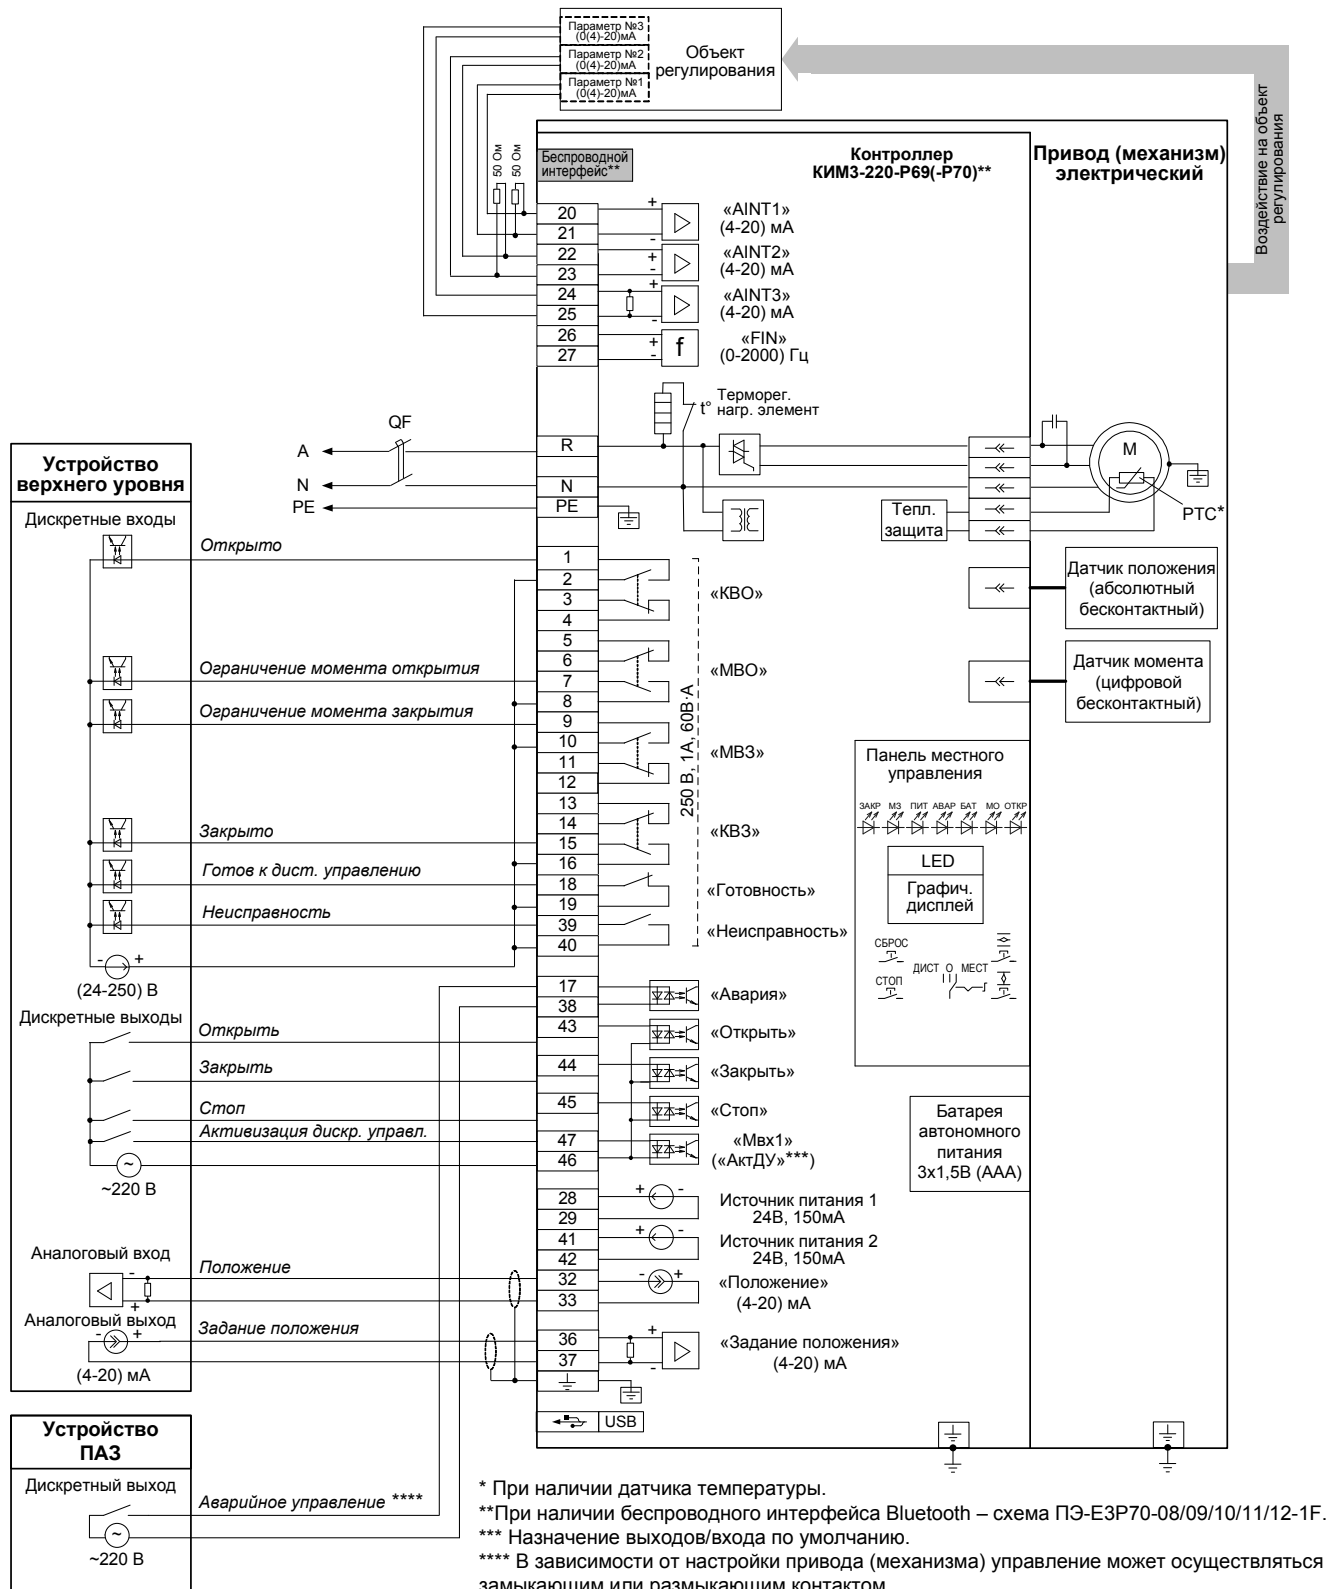 Параметр №3
(0(4)-20)мА
Параметр №2
(0(4)-20)мА
Параметр №1
(0(4)-20)мА
Объект
регулирования
Воздействие на объект
регулирования
50 Ом
50 Ом
Беспроводной
интерфейс**
Контроллер
КИМ3-220-Р69(-Р70)**
Привод (механизм)
электрический
20
+
«AINT1»
21
-
(4-20) мА
22
+
«AINT2»
23
-
(4-20) мА
24
+
«AINT3»
25
-
(4-20) мА
26
+
f
«FIN»
27
-
(0-2000) Гц
t°
Терморег.
нагр. элемент
QF
A
R
N
N
PE
PE
M
PTC*
Тепл.
защита
Датчик положения
(абсолютный
бесконтактный)
Датчик момента
(цифровой
бесконтактный)
Устройство
верхнего уровня
Дискретные входы
Открыто
1
2
3
4
«КВО»
5
6
7
8
Ограничение момента открытия
«МВО»
Ограничение момента закрытия
9
10
11
12
«МВЗ»
250 В, 1А, 60В·А
13
14
15
16
Закрыто
«КВЗ»
Готов к дист. управлению
18
19
«Готовность»
Неисправность
39
40
«Неисправность»
- +
(24-250) В
Панель местного
управления
ЗАКР МЗ ПИТ АВАР БАТ МО ОТКР
LED
Графич.
дисплей
СБРОС
СТОП
ДИСТ О МЕСТ
17
38
«Авария»
Дискретные выходы
Открыть
43
«Открыть»
Закрыть
44
«Закрыть»
Стоп
45
«Стоп»
Активизация дискр. управл.
47
46
«Мвх1»
(«АктДУ»***)
~
~220 В
Батарея
автономного
питания
3х1,5В (ААА)
28
29
+ -
Источник питания 1
24В, 150мА
41
42
+ -
Источник питания 2
24В, 150мА
Аналоговый вход
-
+
Положение
32
33
- +
«Положение»
(4-20) мА
Аналоговый выход
- +
(4-20) мА
Задание положения
36
37
+
-
«Задание положения»
(4-20) мА
USB
Устройство
ПАЗ
Дискретный выход
Аварийное управление ****
~
~220 В
* При наличии датчика температуры.
**При наличии беспроводного интерфейса Bluetooth – схема ПЭ-Е3Р70-08/09/10/11/12-1F.
*** Назначение выходов/входа по умолчанию.
**** В зависимости от настройки привода (механизма) управление может осуществляться
замыкающим или размыкающим контактом